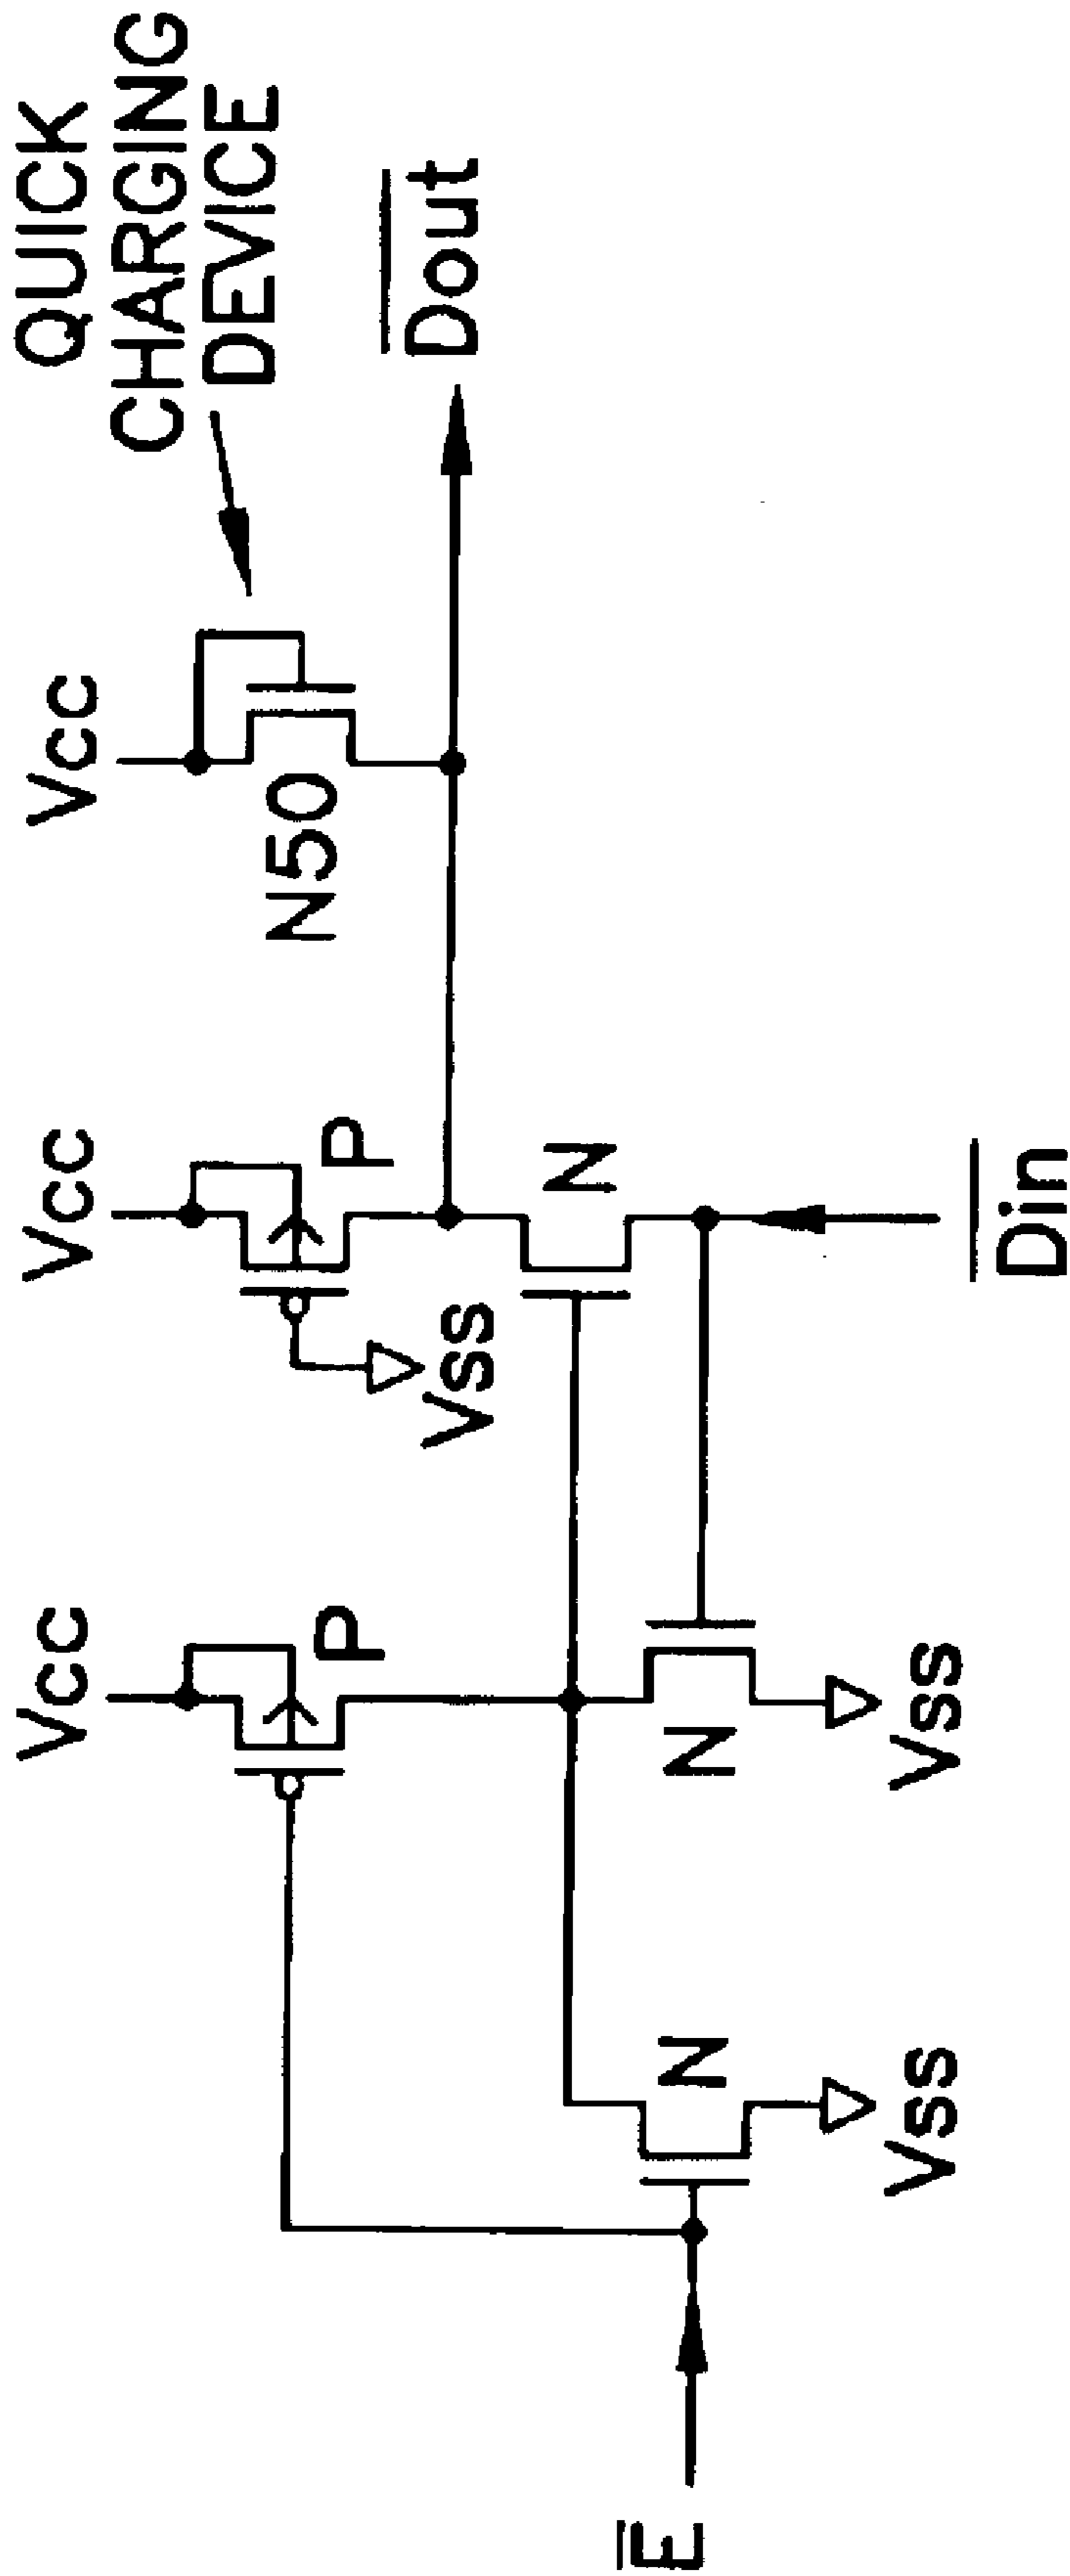 QUICK
CHARGING
DEVICE
Vcc
Vcc
Vcc
N50
P
P
Dout
Vss
N
N
N
E
Vss
Vss
Din